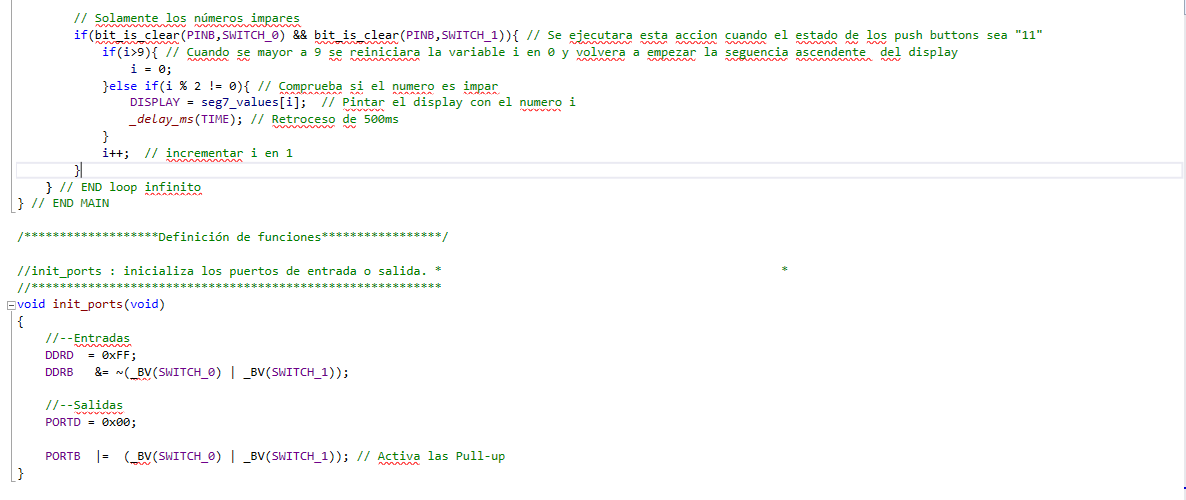 // Solamente los números impares
if(bit_is_clear(PINB,SWITCH_0) && bit_is_clear(PINB,SWITCH_1)){ // Se ejecutara esta accion cuando el estado de los push buttons sea "11"
if(i>9){ // Cuando se mayor a 9 se reiniciara la variable i en 0 y volvera a empezar la seguencia ascendente  del display
i = 0;
}else if(i % 2 != 0){ // Comprueba si el numero es impar
DISPLAY = seg7_values[i];  // Pintar el display con el numero i
_delay_ms(TIME); // Retroceso de 500ms
}
i++;  // incrementar i en 1
}
} // END loop infinito
} // END MAIN
/*******************Definición de funciones*****************/
//init_ports : inicializa los puertos de entrada o salida. * *
//**********************************************************
void init_ports(void)
{
//--Entradas
DDRD  = 0xFF;
DDRB   &= ~(_BV(SWITCH_0) | _BV(SWITCH_1));
//--Salidas
PORTD = 0x00;
PORTB  |=  (_BV(SWITCH_0) | _BV(SWITCH_1)); // Activa las Pull-up
}